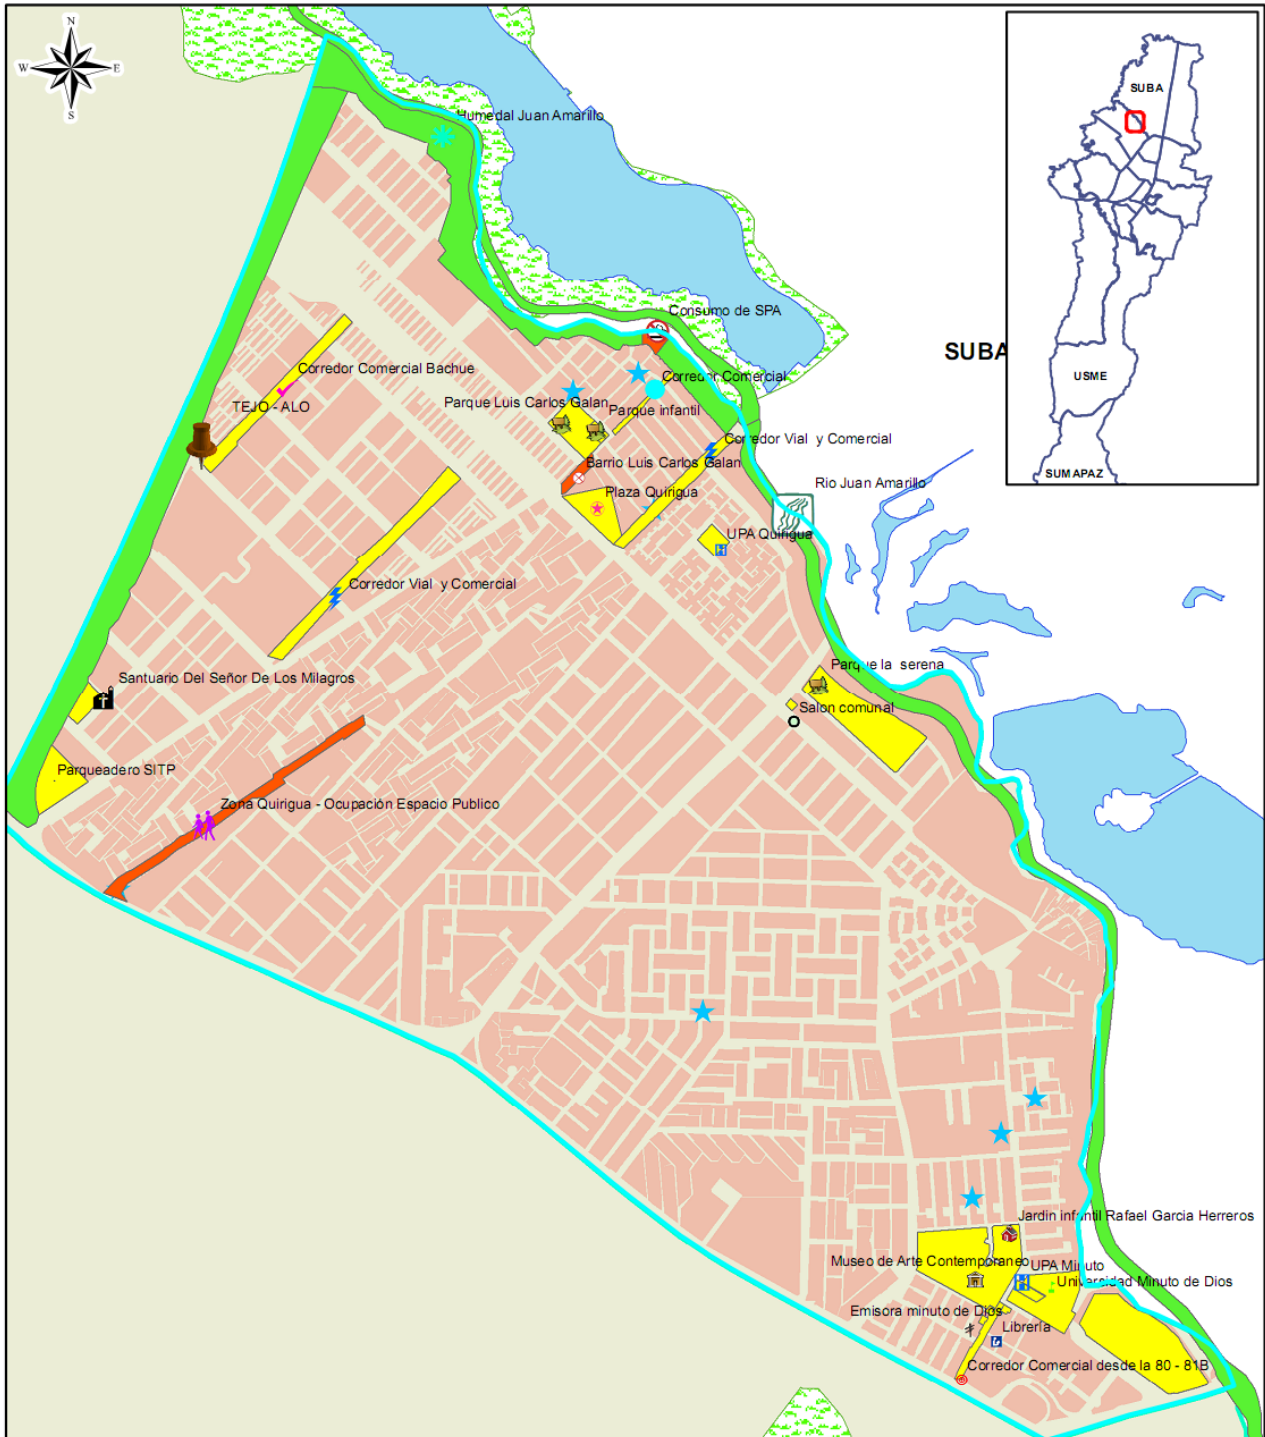 N
W
E
S
SUBA
USME
SUMAPAZ
Humedal Juan Amarillo
Consumo de SPA
SUBA
Corredor Comercial Bachue
Corredor Comercial
TEJO - ALO
Parque Luis Carlos Galan
Parque infantil
Corredor Vial y Comercial
Barrio Luis Carlos Galan
Rio Juan Amarillo
Plaza Quirigua
UPA Quirigua
Corredor Vial y Comercial
Parque la serena
Santuario Del Señor De Los Milagros
Salon comunal
Parqueadero SITP
Zona Quirigua - Ocupación Espacio Publico
Jardin infantil Rafael Garcia Herreros
Museo de Arte Contemporaneo
UPA Minuto
Universidad Minuto de Dios
Emisora minuto de Dios
Librería
Corredor Comercial desde la 80 - 81B